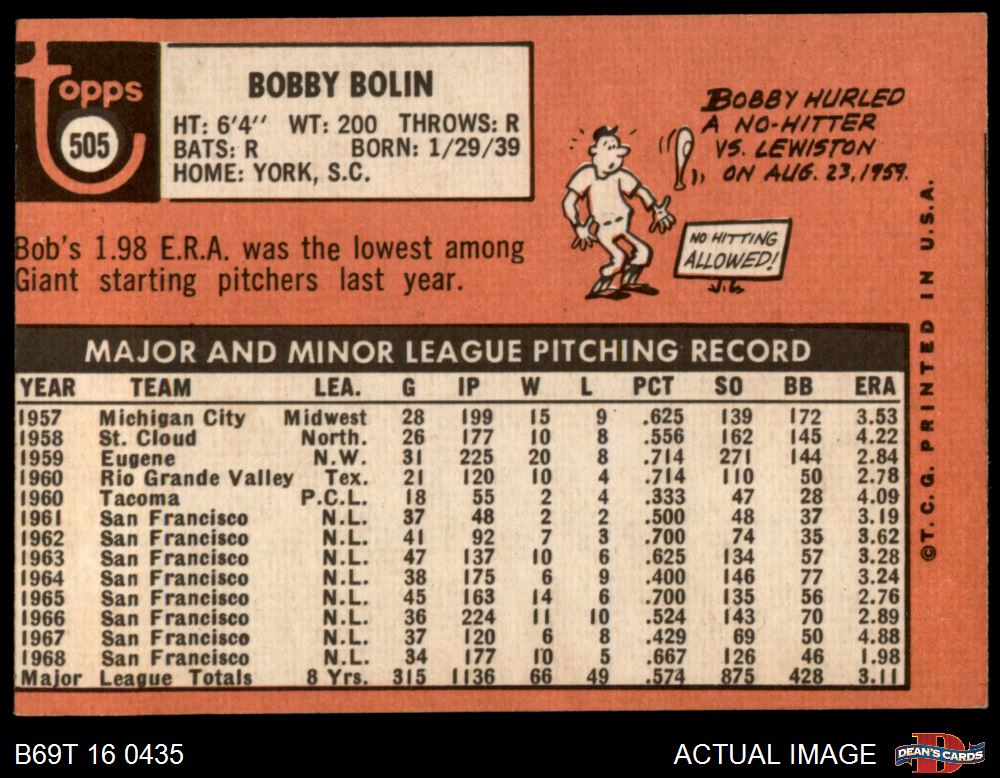 topps
505
BOBBY BOLIN
HT: 6'4'' WT: 200 THROWS: R
BATS: R BORN: 1/29/39
HOME: YORK, S.C.
Bob's 1.98 E.R.A. was the lowest among
Giant starting pitchers last year.
BOBBY HURLED
A NO-HITTER
VS. LEWISTON
ON AUG. 23, 1959.
NO HITTING
ALLOWED!
J.G.
MAJOR AND MINOR LEAGUE PITCHING RECORD
YEAR TEAM LEA. G IP W L PCT SO BB ERA
1957 Michigan City Midwest 28 199 15 9 .625 139 172 3.53
1958 St. Cloud North. 26 177 10 8 .556 162 145 4.22
1959 Eugene N.W. 31 225 20 8 .714 271 144 2.84
1960 Rio Grande Valley Tex. 21 120 10 4 .714 110 50 2.78
1960 Tacoma P.C.L. 18 55 2 4 .333 47 28 4.09
1961 San Francisco N.L. 37 48 2 2 .500 48 37 3.19
1962 San Francisco N.L. 41 92 7 3 .700 74 35 3.62
1963 San Francisco N.L. 47 137 10 6 .625 134 57 3.28
1964 San Francisco N.L. 38 175 6 9 .400 146 77 3.24
1965 San Francisco N.L. 45 163 14 6 .700 135 56 2.76
1966 San Francisco N.L. 36 224 11 10 .524 143 70 2.89
1967 San Francisco N.L. 37 120 6 8 .429 69 50 4.88
1968 San Francisco N.L. 34 177 10 5 .667 126 46 1.98
Major League Totals 8 Yrs. 315 1136 66 49 .574 875 428 3.11
©T. C. G. PRINTED IN U.S.A.
B69T 16 0435
ACTUAL IMAGE
DEAN'S CARDS